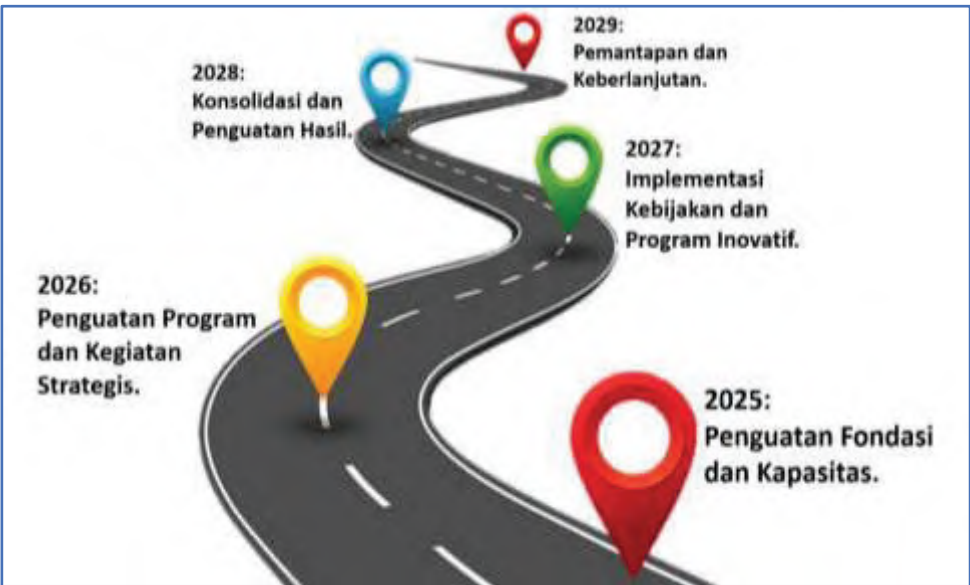 2029:
Pemantapan dan
Keberlanjutan.
2028:
Konsolidasi dan
Penguatan Hasil.
2027:
Implementasi
Kebijakan dan
Program Inovatif.
2026:
Penguatan Program
dan Kegiatan
Strategis.
2025:
Penguatan Fondasi
dan Kapasitas.